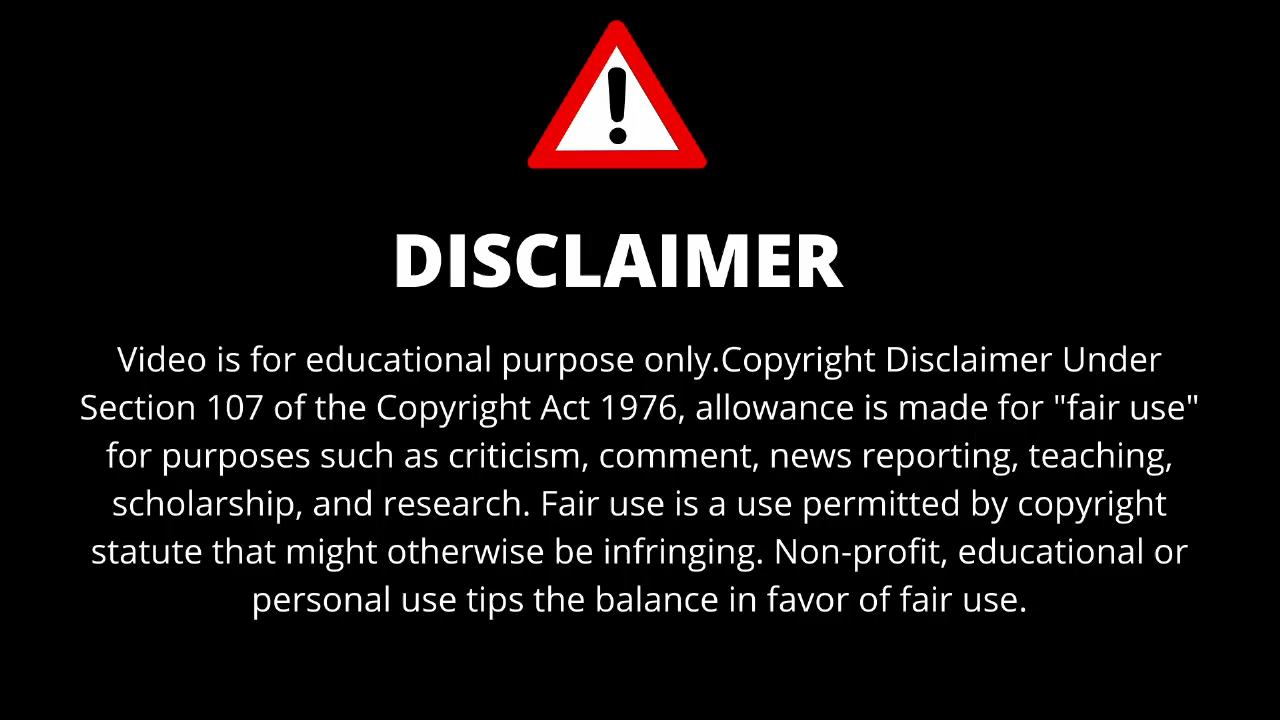 DISCLAIMER
Video is for educational purpose only.Copyright Disclaimer Under
Section 107 of the Copyright Act 1976, allowance is made for "fair use"
for purposes such as criticism, comment, news reporting, teaching,
scholarship, and research. Fair use is a use permitted by copyright
statute that might otherwise be infringing. Non-profit, educational or
personal use tips the balance in favor of fair use.